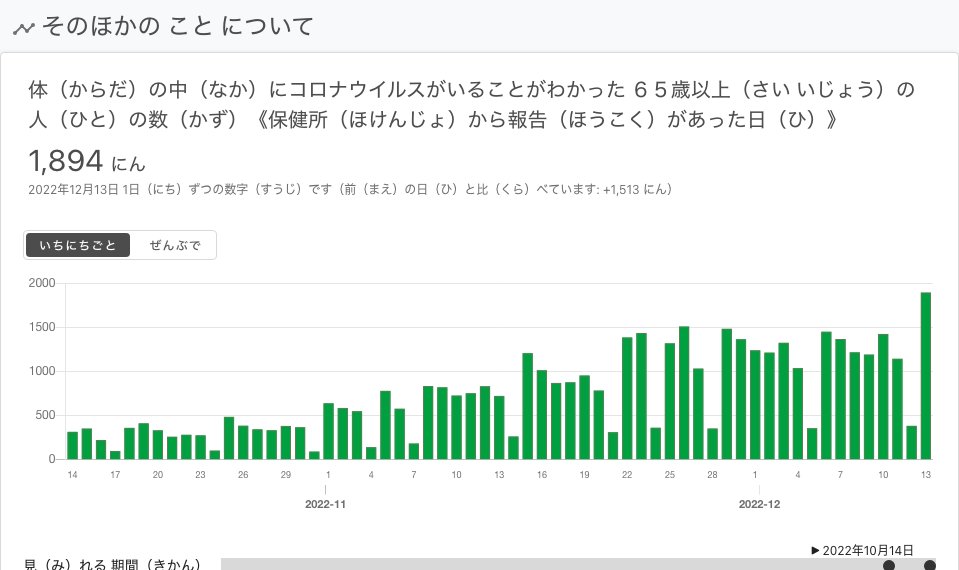 そのほかの こと について
体（からだ）の中（なか）にコロナウイルスがいることがわかった ６５歳以上（さい いじょう）の
人（ひと）の数（かず）《保健所（ほけんじょ）から報告（ほうこく）があった日（ひ）》
1,894 にん
2022年12月13日 1日（にち）ずつの数字（すうじ）です（前（まえ）の日（ひ）と比（くら）べています: +1,513 にん）
いちにちごと ぜんぶで
2000
1500
1000
500
0
14 17 20 23 26 29 1 4 7 10 13 16 19 22 25 28 1 4 7 10 13
2022-11 2022-12
▶ 2022年10月14日
見（み）れる 期間（きかん）